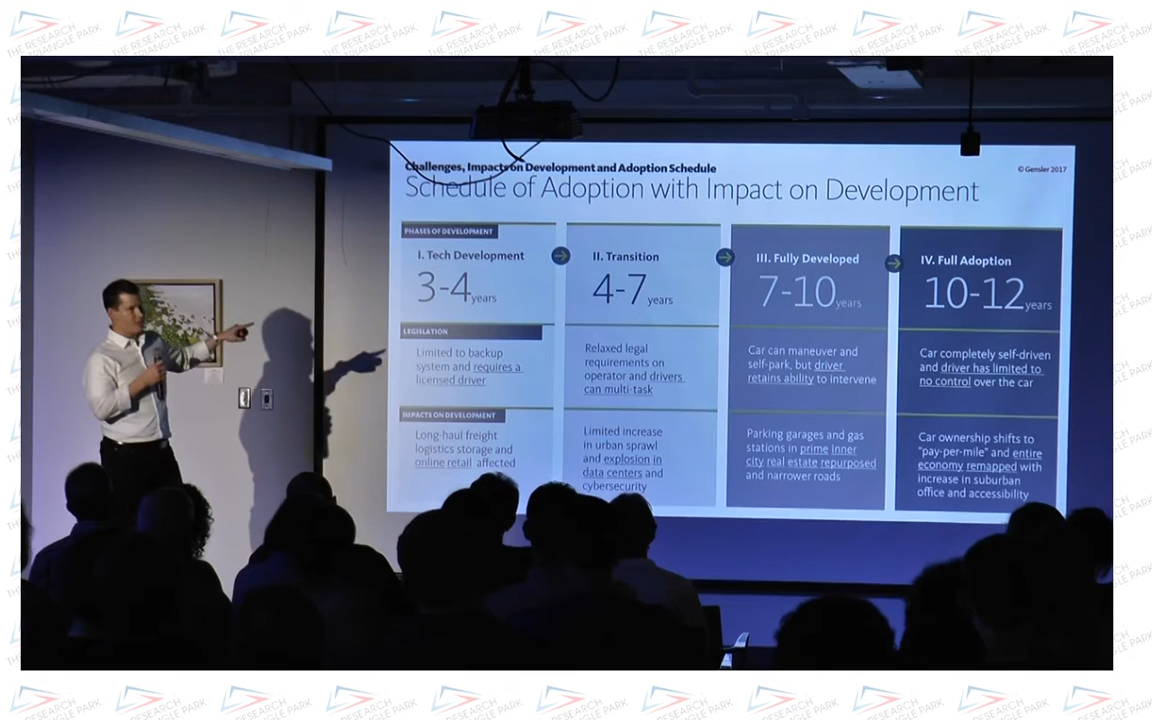 THE RESEARCH
TRIANGLE PARK
Challenges, Impacts on Development and Adoption Schedule
© Gensler 2017
Schedule of Adoption with Impact on Development
PHASES OF DEVELOPMENT
I. Tech Development
3-4 years
II. Transition
4-7 years
III. Fully Developed
7-10 years
IV. Full Adoption
10-12 years
LEGISLATION
Limited to backup
system and requires a
licensed driver
Relaxed legal
requirements on
operator and drivers
can multi-task
Car can maneuver and
self-park, but driver
retains ability to intervene
Car completely self-driven
and driver has limited to
no control over the car
IMPACTS ON DEVELOPMENT
Long-haul freight
logistics storage and
online retail affected
Limited increase
in urban sprawl
and explosion in
data centers and
cybersecurity
Parking garages and gas
stations in prime inner
city real estate repurposed
and narrower roads
Car ownership shifts to
"pay-per-mile" and entire
economy remapped with
increase in suburban
office and accessibility